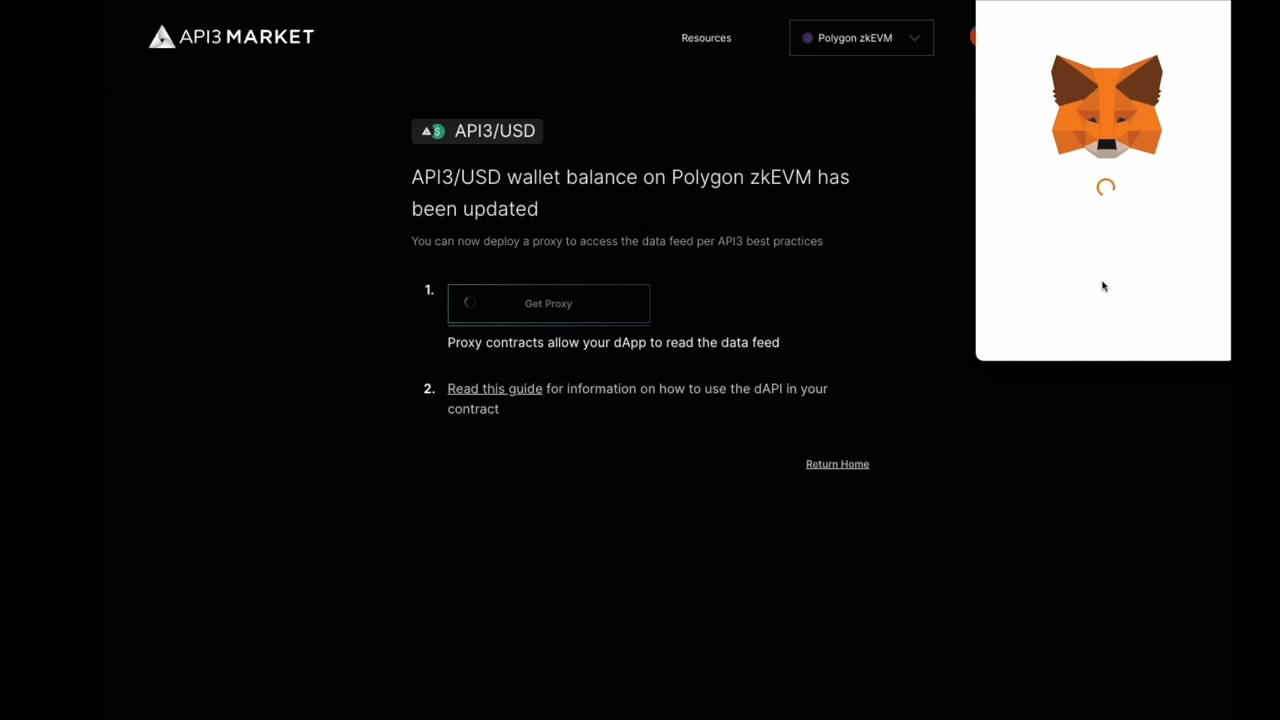 API3 MARKET
Resources
Polygon zkEVM
API3/USD
API3/USD wallet balance on Polygon zkEVM has
been updated
You can now deploy a proxy to access the data feed per API3 best practices
1.
Get Proxy
Proxy contracts allow your dApp to read the data feed
2. Read this guide for information on how to use the dAPI in your
contract
Return Home